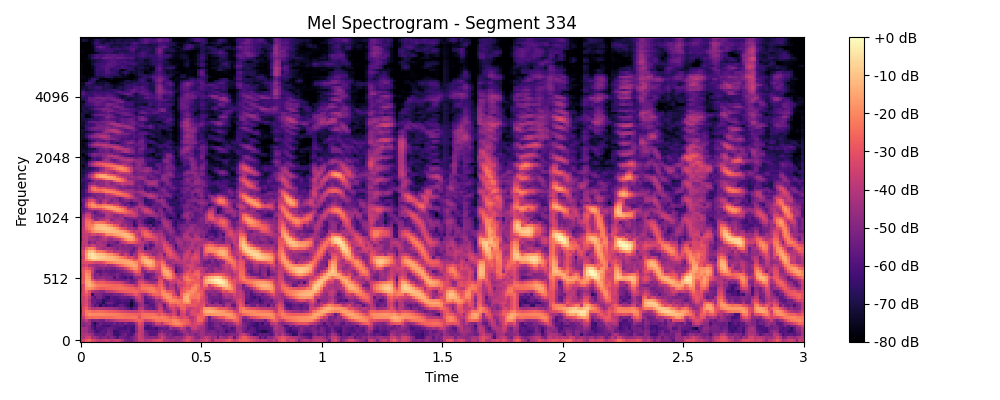 Mel Spectrogram - Segment 334
+0 dB
4096
-10 dB
-20 dB
2048
-30 dB
Frequency
1024
-40 dB
-50 dB
512
-60 dB
-70 dB
0
-80 dB
0 0.5 1 1.5 2 2.5 3
Time